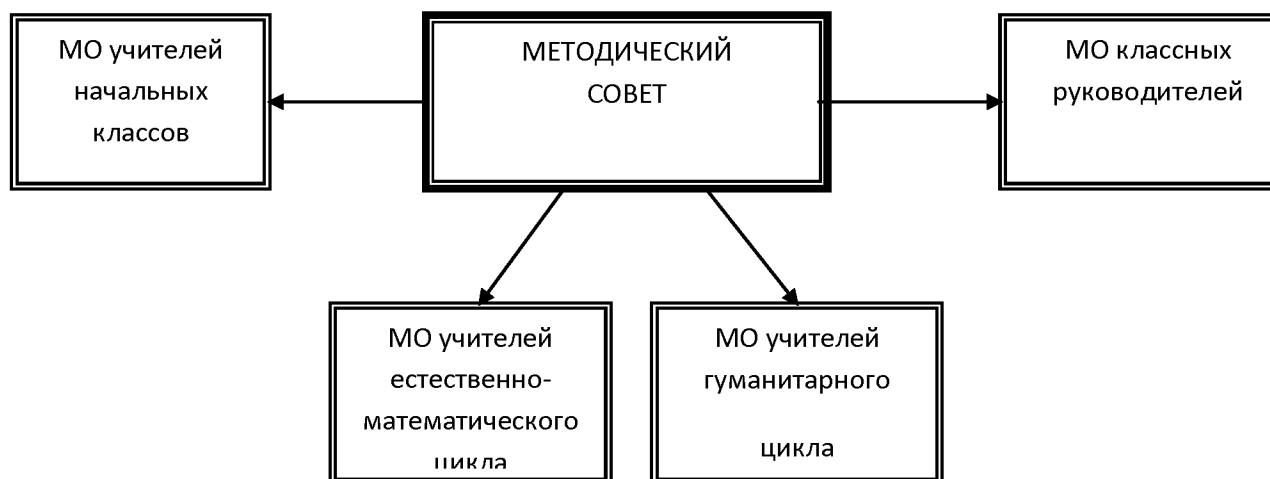 МО учителей
начальных
классов
МЕТОДИЧЕСКИЙ
СОВЕТ
МО классных
руководителей
МО учителей
естественно-
математического
цикла
МО учителей
гуманитарного
цикла